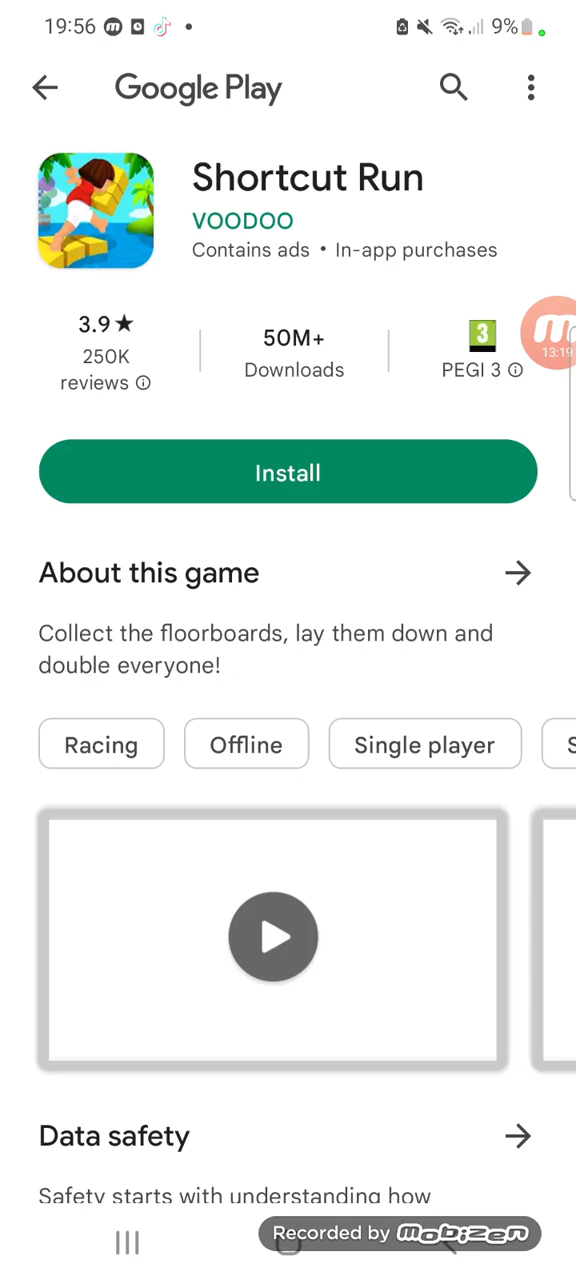 19:56 9%
Google Play
Shortcut Run
VOODOO
Contains ads • In-app purchases
3.9★
250K
reviews
50M+
Downloads
3
PEGI 3
13:19
Install
About this game
Collect the floorboards, lay them down and
double everyone!
Racing
Offline
Single player
S
Data safety
Safety starts with understanding how
Recorded by mobizen